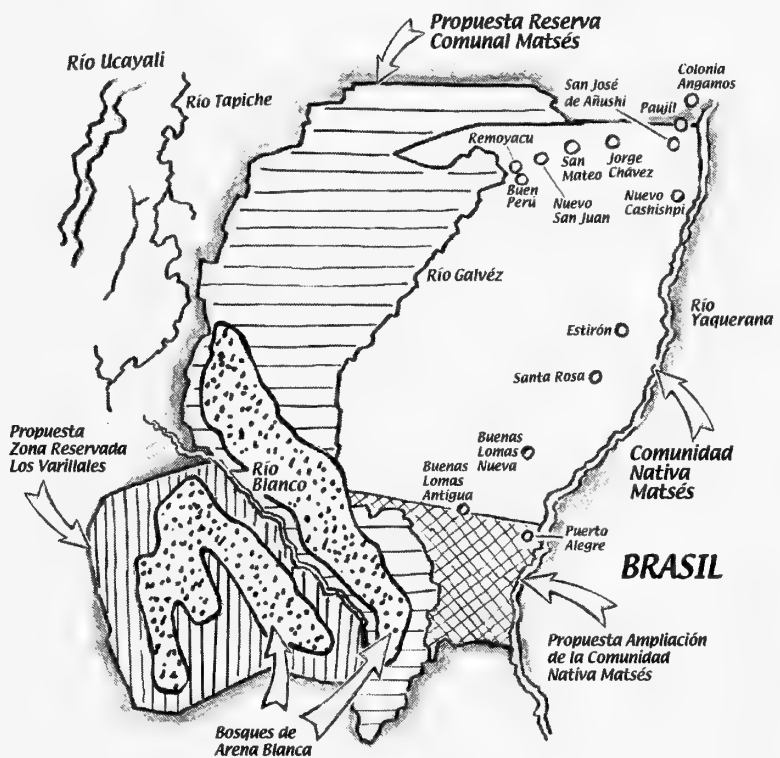 Propuesta Reserva
Comunal Matsés
Río Ucayali
Río Tapiche
San José
de Añushi
Colonia
Angamos
Paujil
Remoyacu
San
Mateo
Jorge
Chávez
Buen
Perú
Nuevo
San Juan
Nuevo
Cashishpi
Río Galvéz
Río
Yaquerana
Estirón
Santa Rosa
Propuesta
Zona Reservada
Los Varillales
Río
Blanco
Buenas
Lomas
Nueva
Buenas
Lomas
Antigua
Comunidad
Nativa
Matsés
Puerto
Alegre
BRASIL
Propuesta Ampliación
de la Comunidad
Nativa Matsés
Bosques de
Arena Blanca